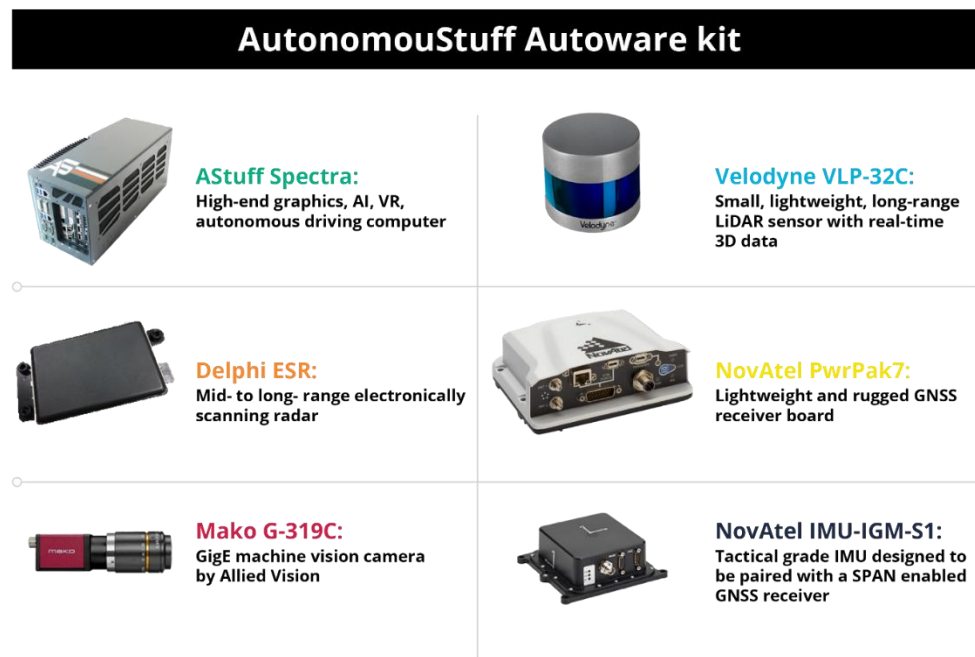 AutonomouStuff Autoware kit
AStuff Spectra:
High-end graphics, AI, VR,
autonomous driving computer
Velodyne
Velodyne VLP-32C:
Small, lightweight, long-range
LiDAR sensor with real-time
3D data
Delphi ESR:
Mid- to long- range electronically
scanning radar
NovAtel
NovAtel PwrPak7:
Lightweight and rugged GNSS
receiver board
mako
Mako G-319C:
GigE machine vision camera
by Allied Vision
NovAtel IMU-IGM-S1:
Tactical grade IMU designed to
be paired with a SPAN enabled
GNSS receiver